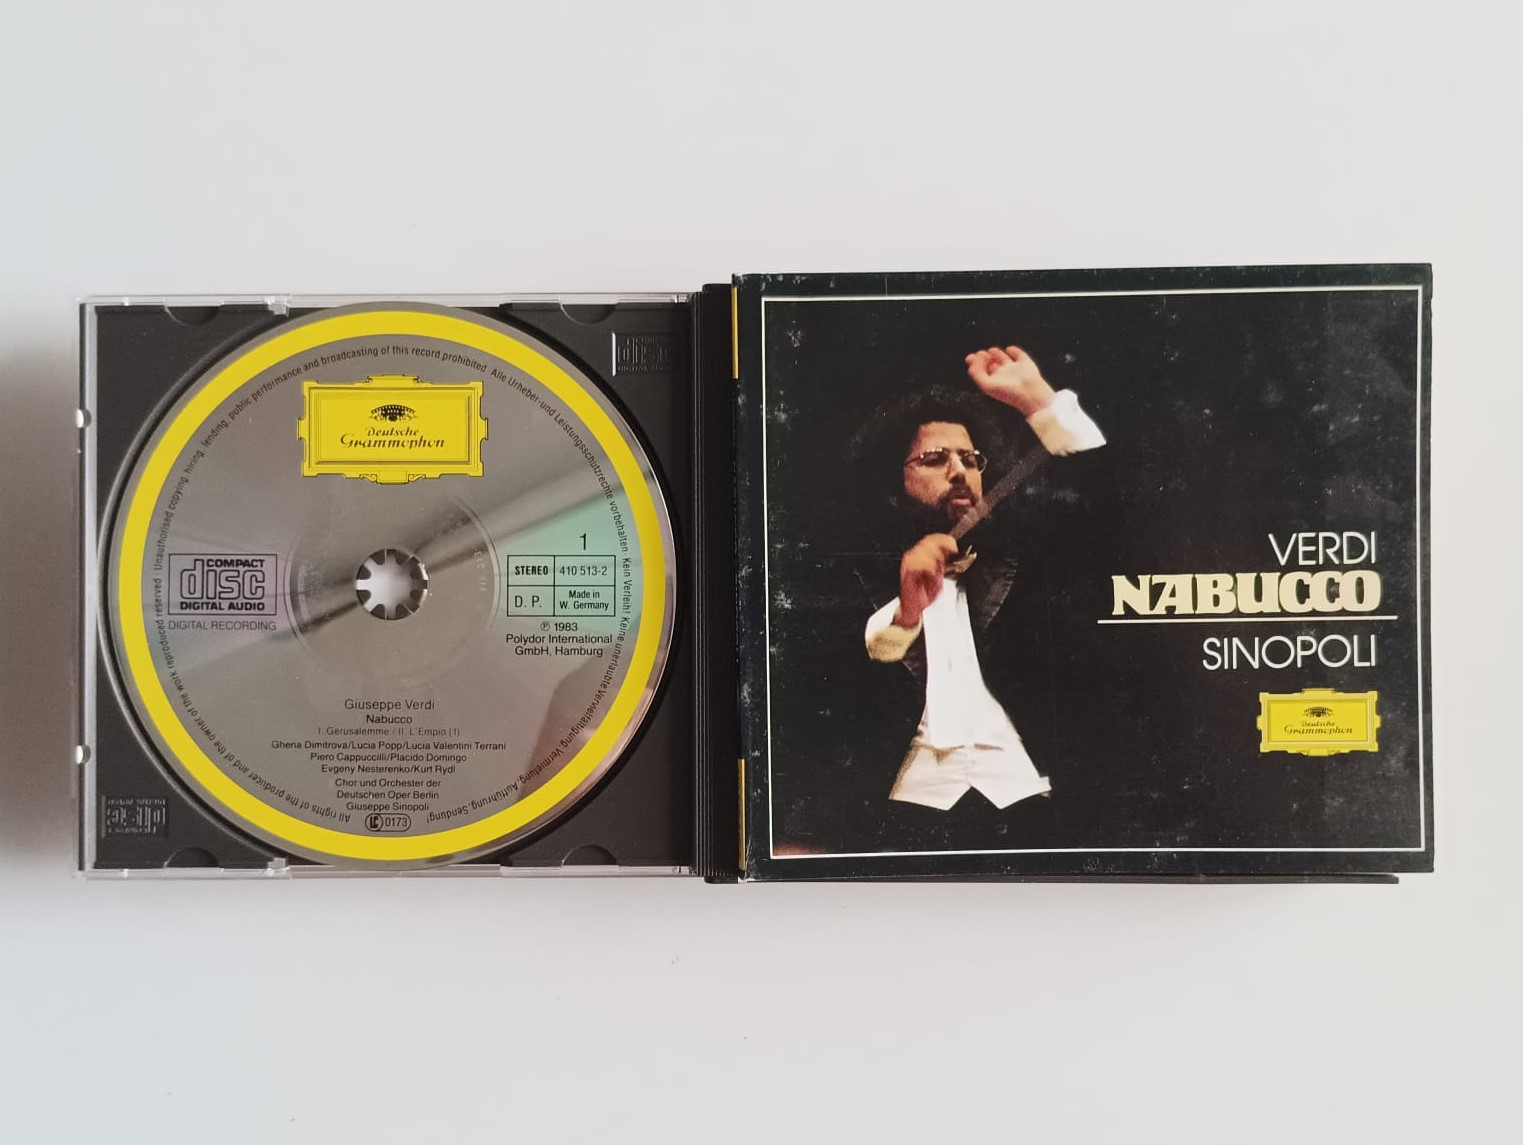 All rights of the producer and of the owner of the work reproduced reserved · Unauthorised copying, hiring, lending, public performance and broadcasting of this record prohibited · Alle Urheber- und Leistungsschutzrechte vorbehalten · Kein Verleih! Keine unerlaubte Vervielfältigung, Vermietung, Aufführung, Sendung!
Deutsche
Grammophon
COMPACT
disc
DIGITAL AUDIO
DIGITAL RECORDING
1
STEREO 410 513-2
D. P. Made in
W. Germany
℗ 1983
Polydor International
GmbH, Hamburg
Giuseppe Verdi
Nabucco
I. Gerusalemme / II. L'Empio (1)
Ghena Dimitrova/Lucia Popp/Lucia Valentini Terrani
Piero Cappuccilli/Placido Domingo
Evgeny Nesterenko/Kurt Rydl
Chor und Orchester der
Deutschen Oper Berlin
Giuseppe Sinopoli
LC 0173
disc
disc
VERDI
NABUCCO
SINOPOLI
Deutsche
Grammophon